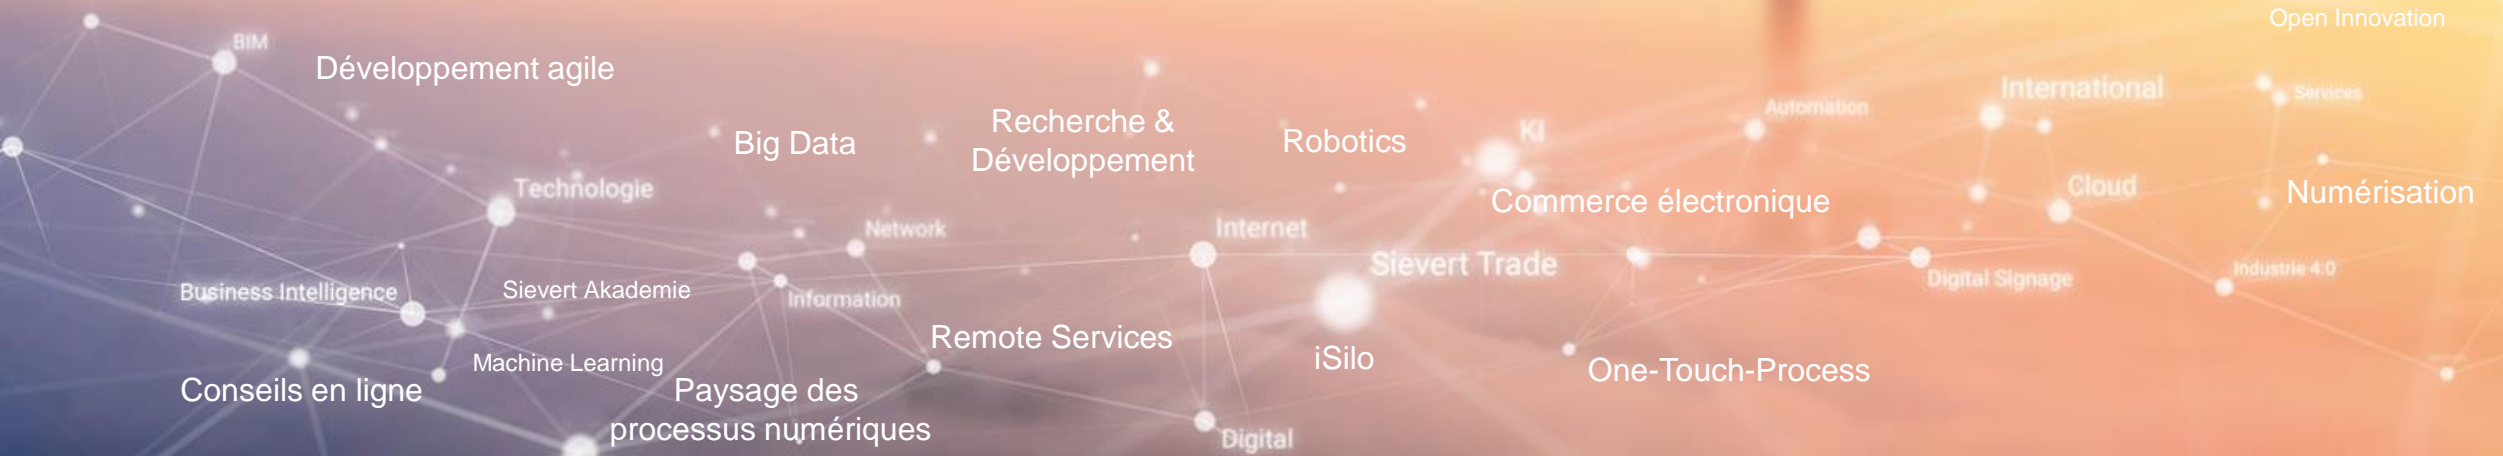 Open Innovation
BIM
Développement agile
International
Services
Automation
Recherche &
Développement
Big Data
Robotics
KI
Technologie
Cloud
Numérisation
Commerce électronique
Network
Internet
Sievert Trade
Industrie 4.0
Digital Signage
Business Intelligence
Sievert Akademie
Information
Remote Services
iSilo
Machine Learning
One-Touch-Process
Conseils en ligne
Paysage des
processus numériques
Digital